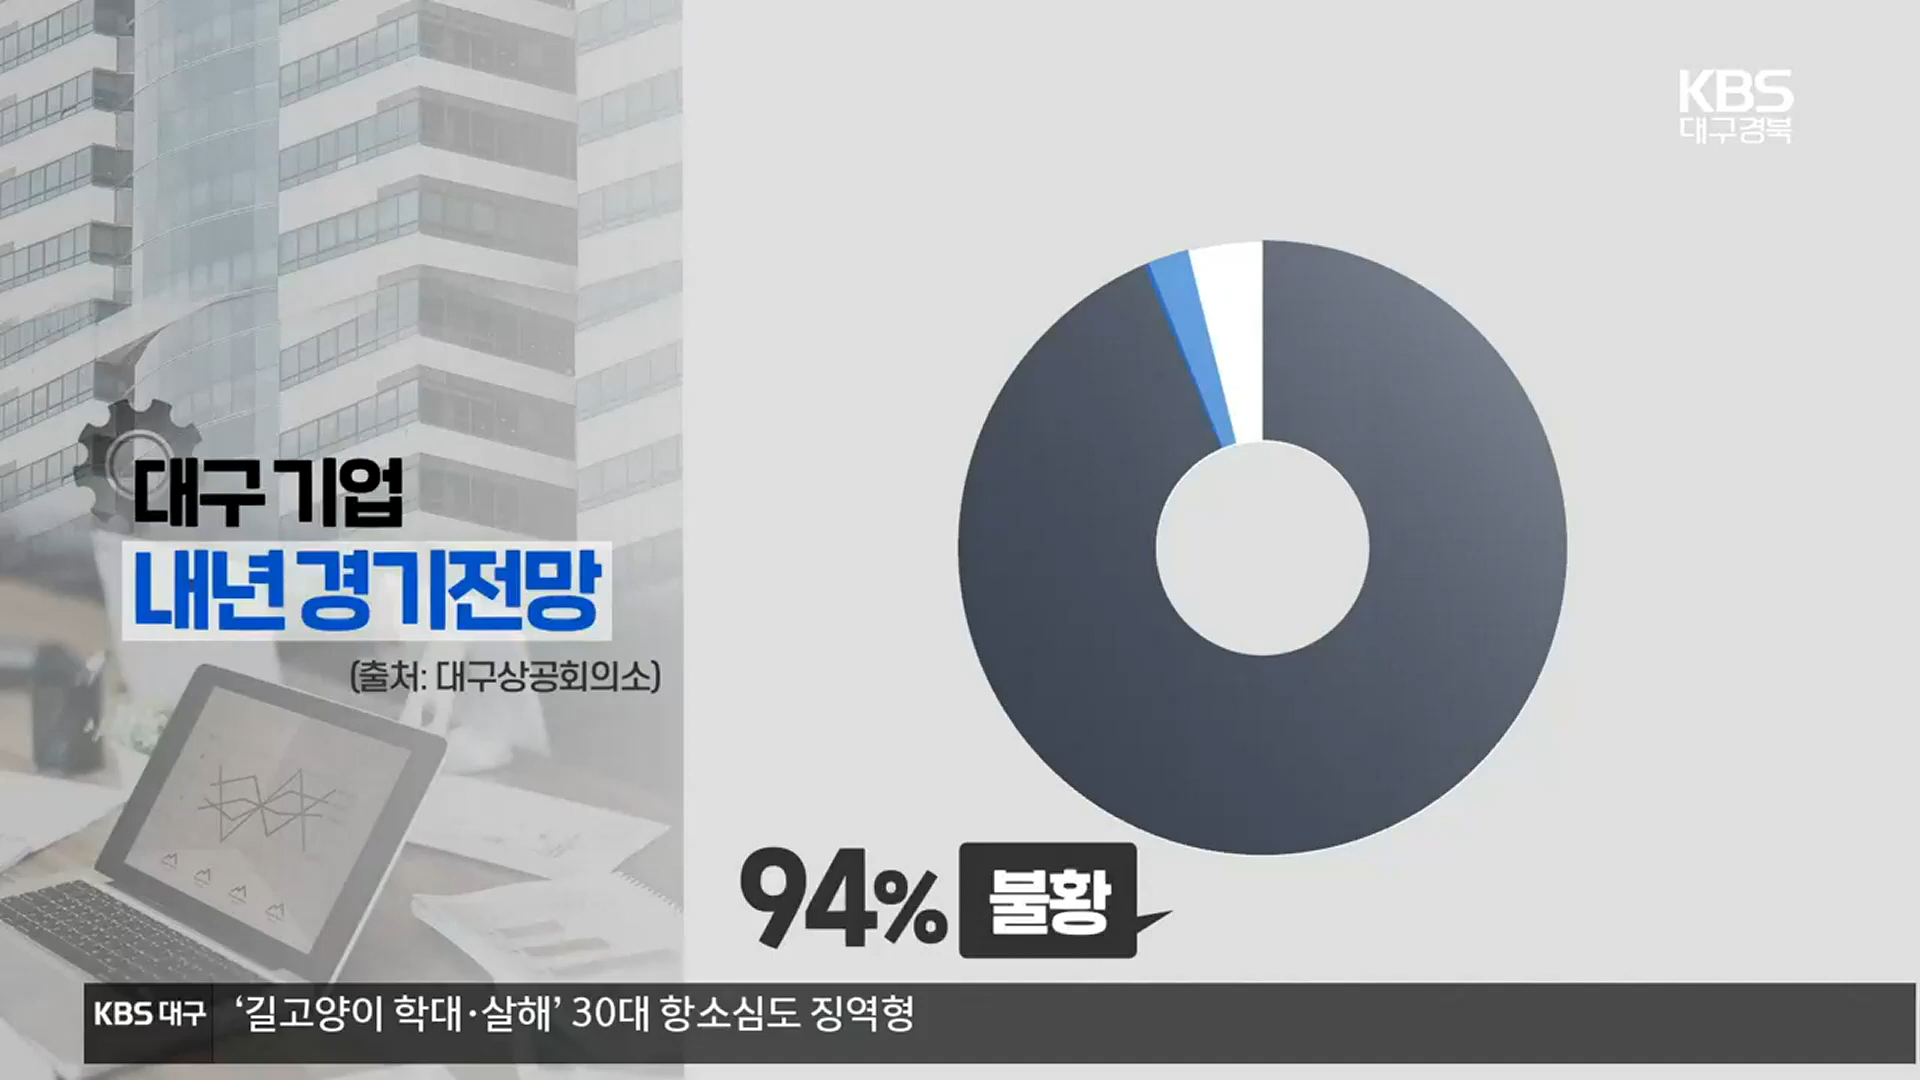 KBS
대구경북
대구 기업
내년 경기전망
(출처: 대구상공회의소)
94% 불황
KBS 대구 ‘길고양이 학대·살해’ 30대 항소심도 징역형